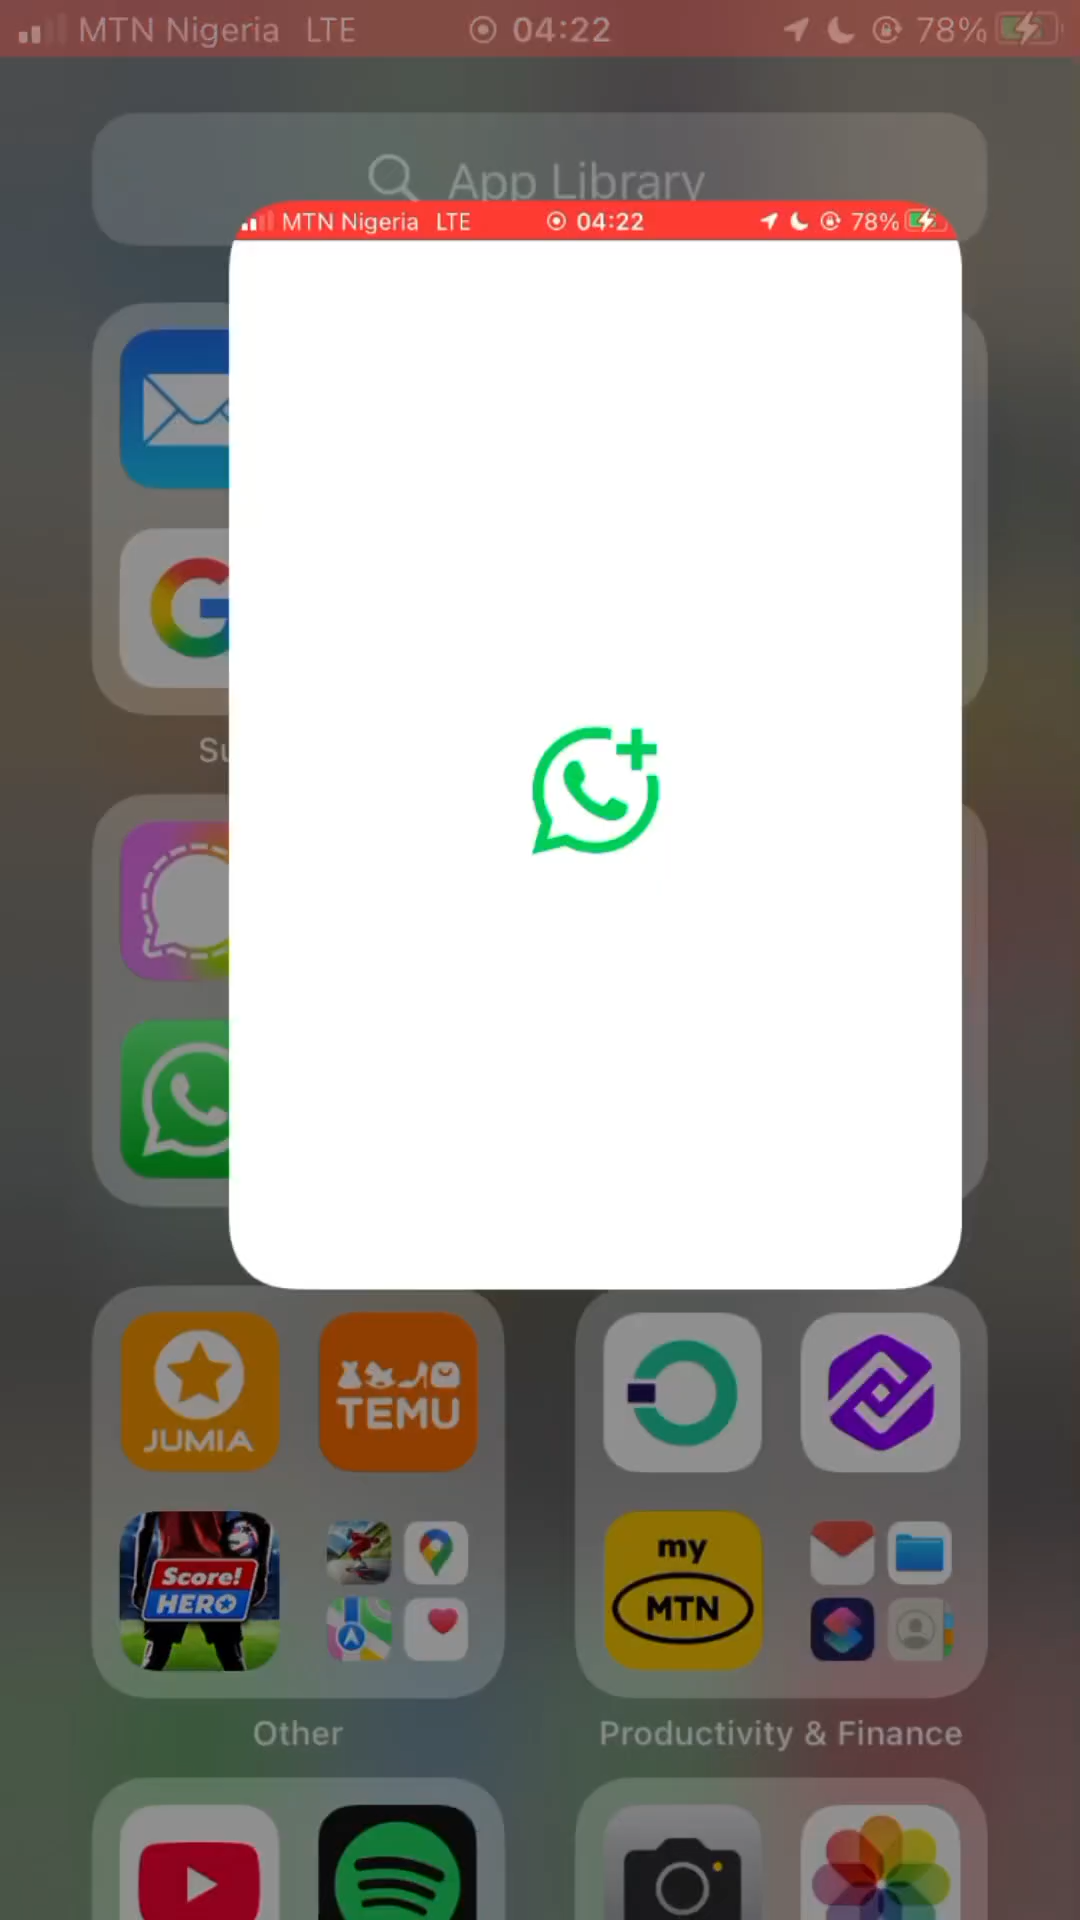 MTN Nigeria LTE 04:22 78%
App Library
MTN Nigeria LTE 04:22 78%
Su
JUMIA
TEMU
Score!
HERO
my
MTN
Other
Productivity & Finance